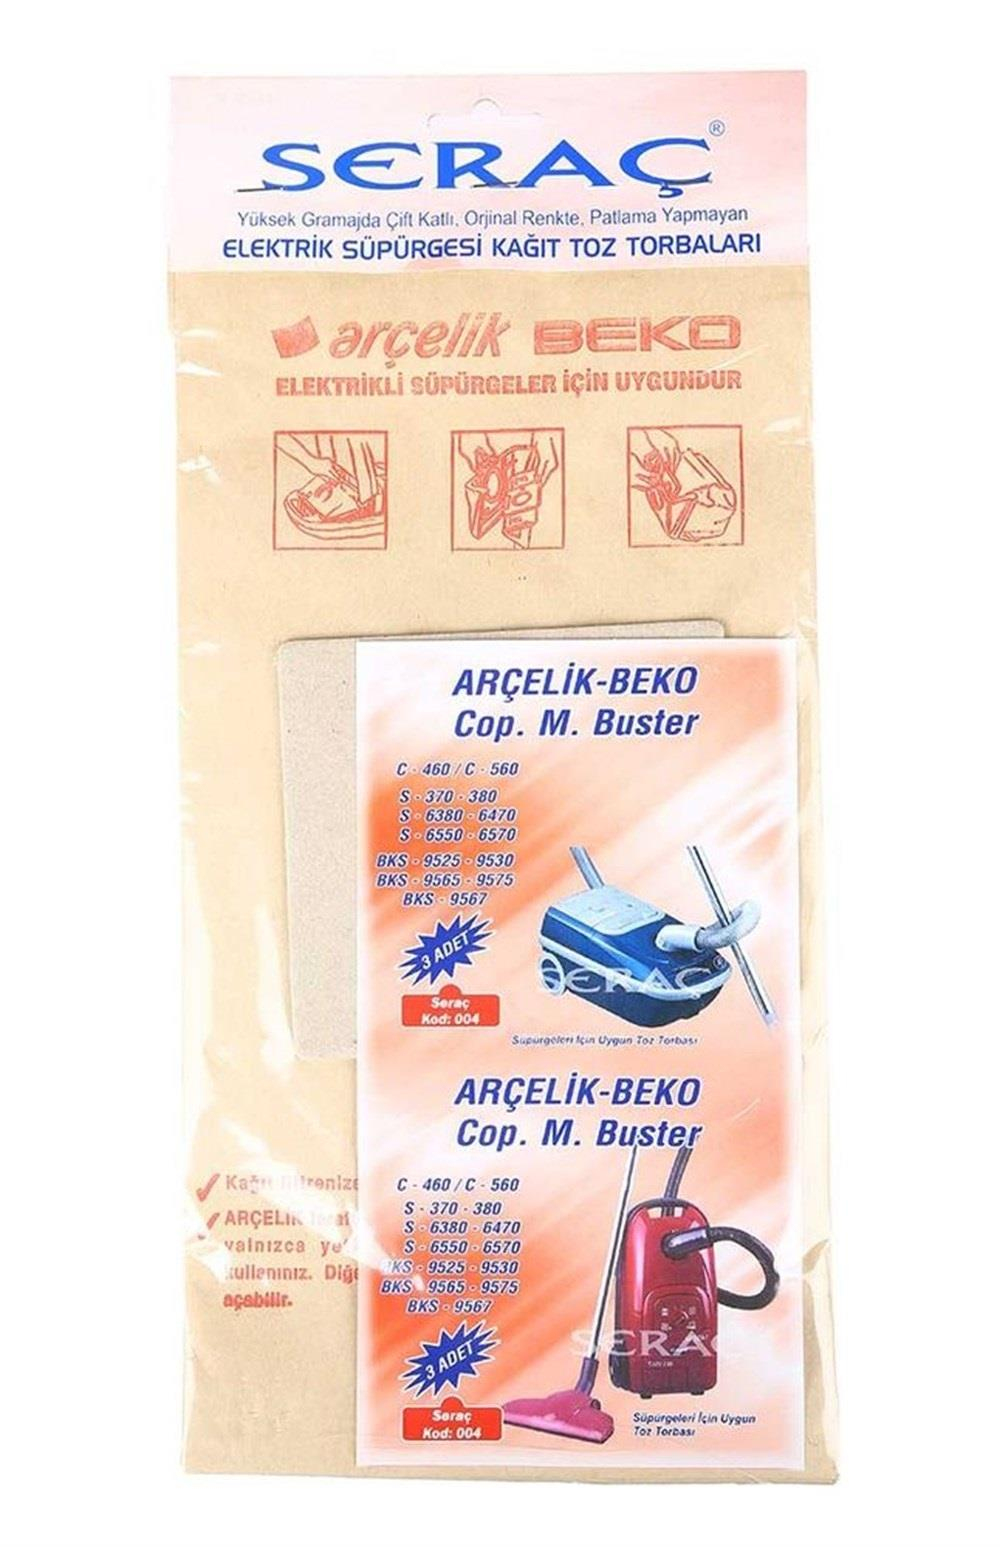 SERAÇ®
Yüksek Gramajda Çift Katlı, Orjinal Renkte, Patlama Yapmayan
ELEKTRİK SÜPÜRGESİ KAĞIT TOZ TORBALARI
arçelik BEKO
ELEKTRİKLİ SÜPÜRGELER İÇİN UYGUNDUR
ARÇELİK-BEKO
Cop. M. Buster
C - 460 / C - 560
S - 370 - 380
S - 6380 - 6470
S - 6550 - 6570
BKS - 9525 - 9530
BKS - 9565 - 9575
BKS - 9567
3 ADET
Seraç
Kod: 004
SERAÇ
Süpürgeleri İçin Uygun Toz Torbası
ARÇELİK-BEKO
Cop. M. Buster
C - 460 / C - 560
S - 370 - 380
S - 6380 - 6470
S - 6550 - 6570
BKS - 9525 - 9530
BKS - 9565 - 9575
BKS - 9567
3 ADET
Seraç
Kod: 004
SERAÇ
Süpürgeleri İçin Uygun
Toz Torbası
Kağıt
ARÇELİK
yalnızca
kullanınız.
açabilir.